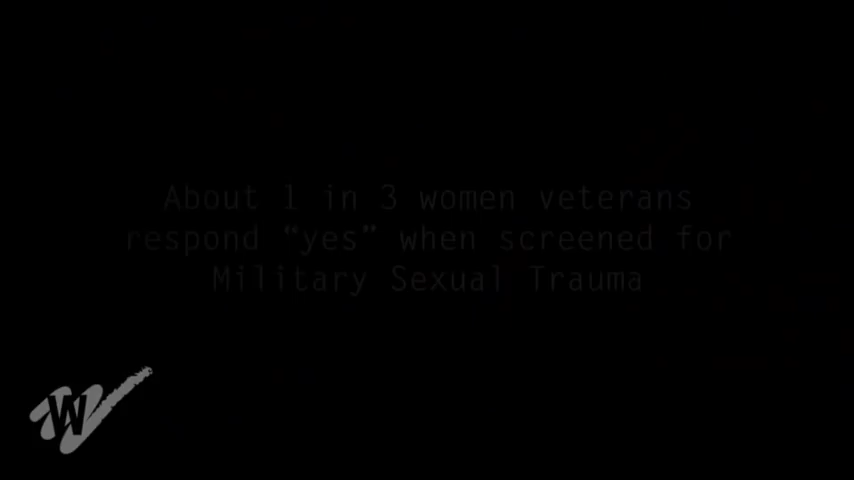 About 1 in 3 women veterans
respond “yes” when screened for
Military Sexual Trauma
W